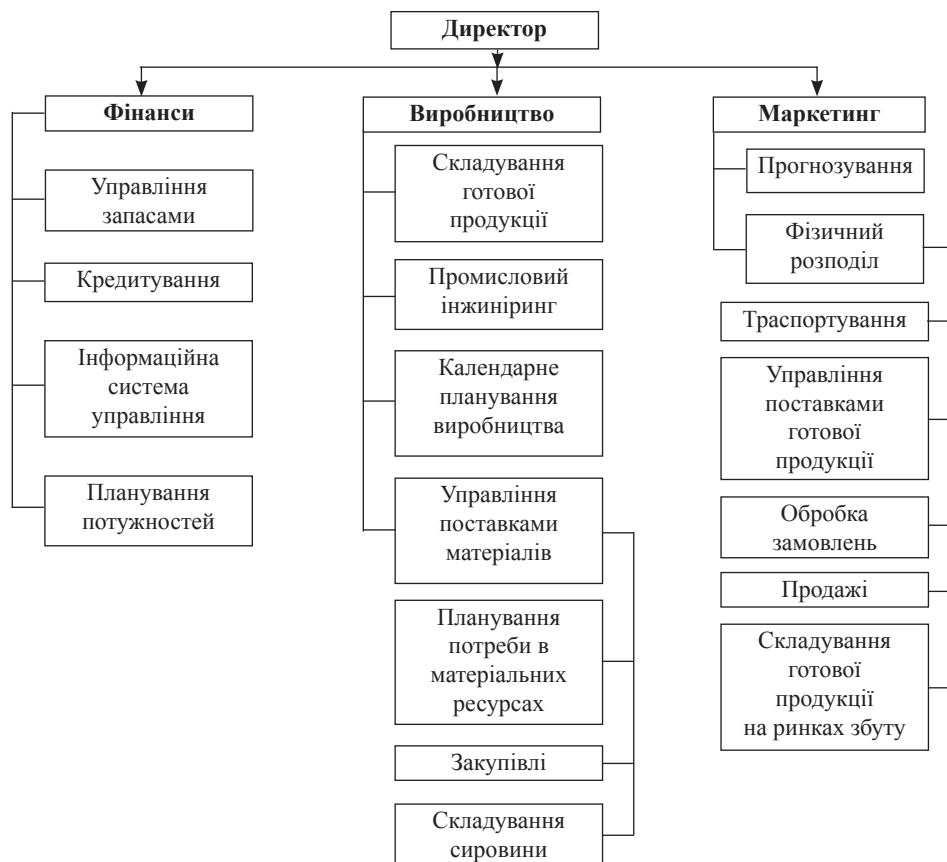 Директор
Фінанси
Управління
запасами
Кредитування
Інформаційна
система
управління
Планування
потужностей
Виробництво
Складування
готової
продукції
Промисловий
інжиніринг
Календарне
планування
виробництва
Управління
поставками
матеріалів
Планування
потреби в
матеріальних
ресурсах
Закупівлі
Складування
сировини
Маркетинг
Прогнозування
Фізичний
розподіл
Траспортування
Управління
поставками
готової
продукції
Обробка
замовлень
Продажі
Складування
готової
продукції
на ринках збуту